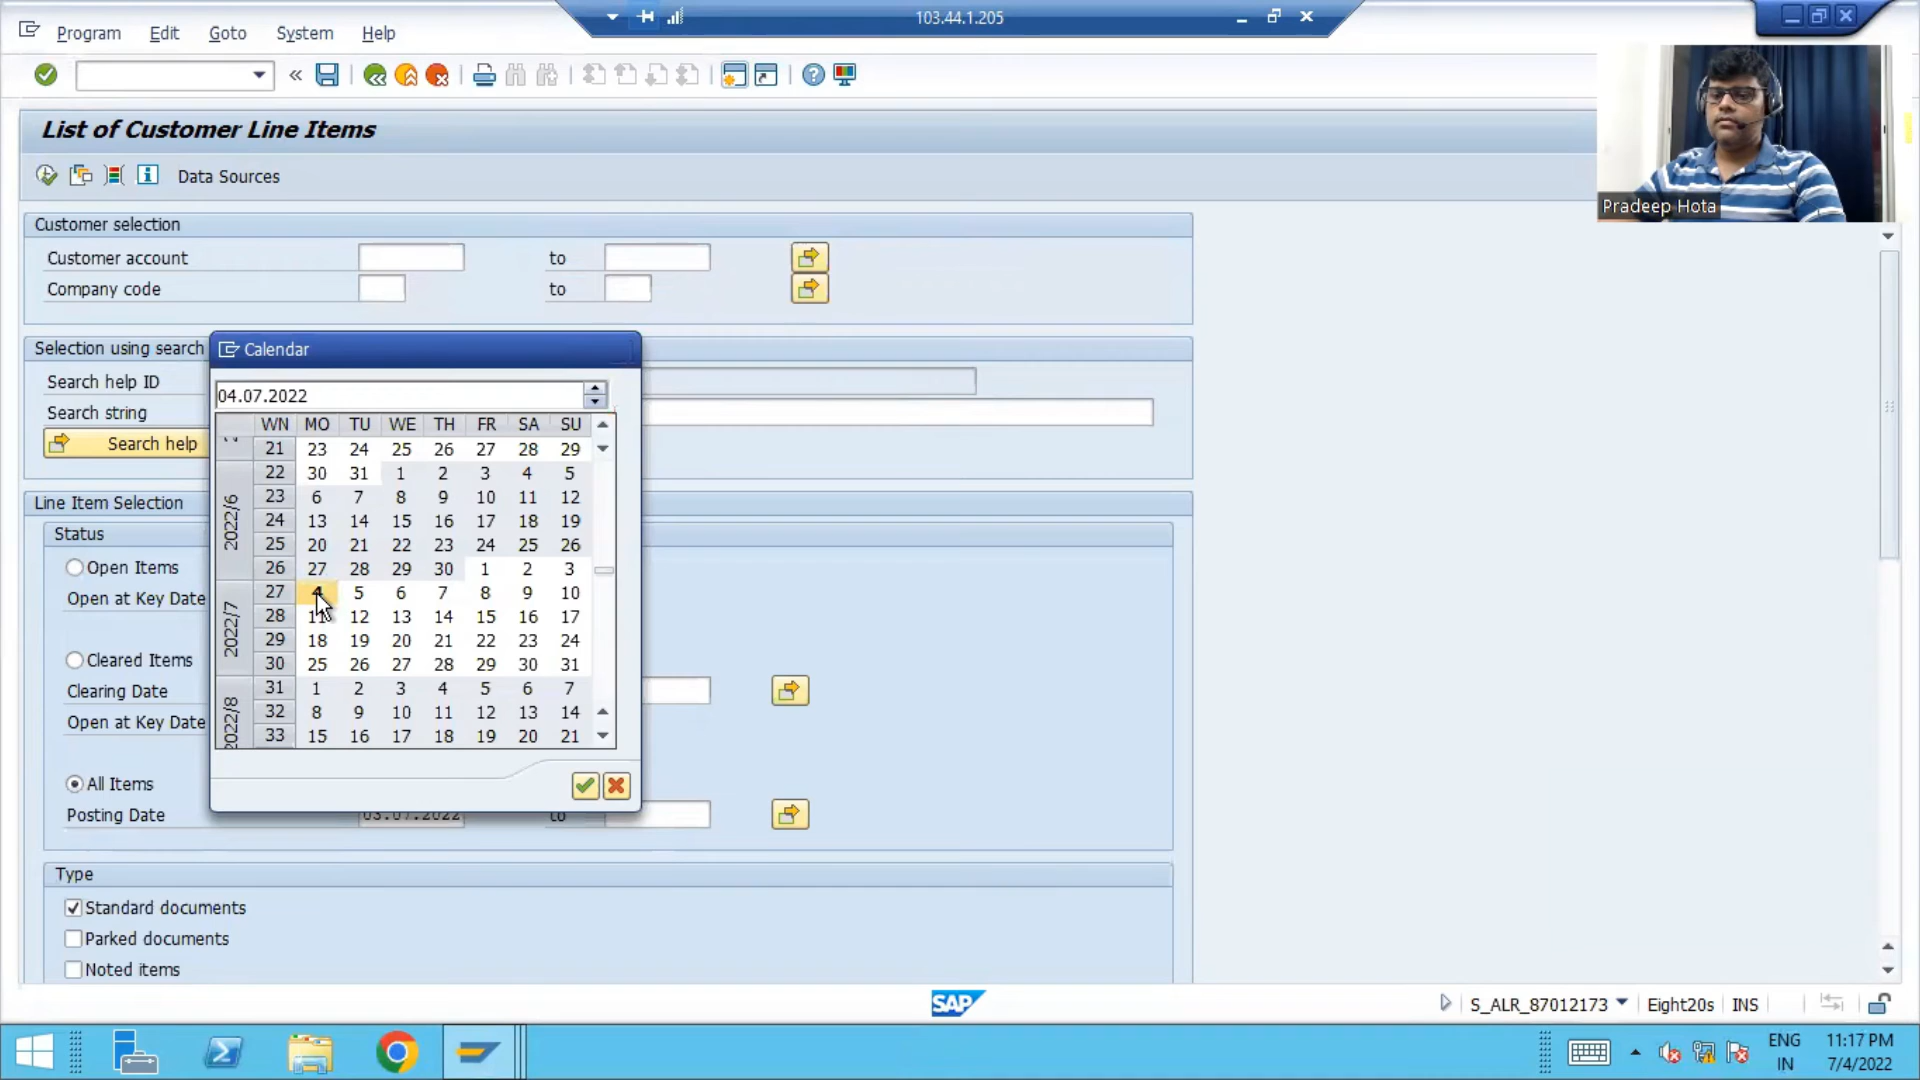 103.44.1.205
Program Edit Goto System Help
List of Customer Line Items
Data Sources
Pradeep Hota
Customer selection
Customer account to
Company code to
Selection using search
Search help ID
Search string
Search help
Calendar
04.07.2022
WN MO TU WE TH FR SA SU
21 23 24 25 26 27 28 29
22 30 31 1 2 3 4 5
2022/6
23 6 7 8 9 10 11 12
24 13 14 15 16 17 18 19
25 20 21 22 23 24 25 26
26 27 28 29 30 1 2 3
2022/7
27 4 5 6 7 8 9 10
28 11 12 13 14 15 16 17
29 18 19 20 21 22 23 24
30 25 26 27 28 29 30 31
2022/8
31 1 2 3 4 5 6 7
32 8 9 10 11 12 13 14
33 15 16 17 18 19 20 21
Line Item Selection
Status
Open Items
Open at Key Date
Cleared Items
Clearing Date
Open at Key Date
All Items
Posting Date 03.07.2022 to
Type
Standard documents
Parked documents
Noted items
SAP
S_ALR_87012173 Eight20s INS
ENG
IN
11:17 PM
7/4/2022